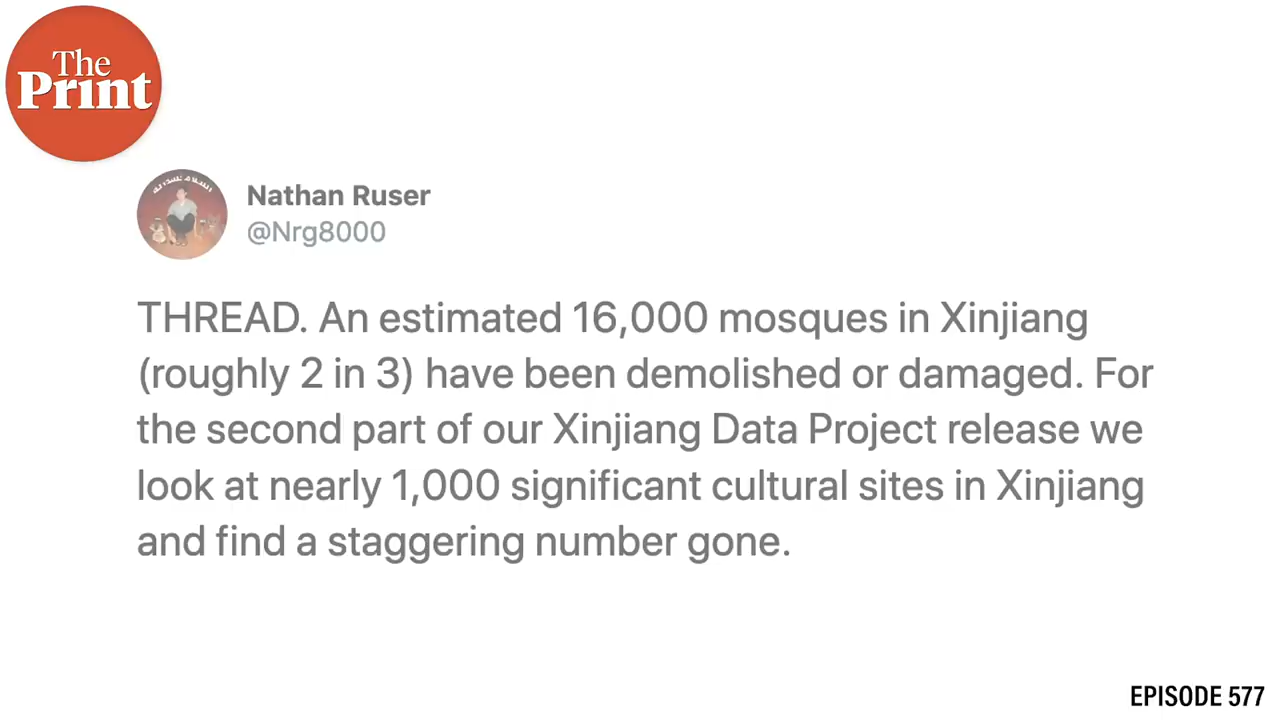 The
Print
Nathan Ruser
@Nrg8000
THREAD. An estimated 16,000 mosques in Xinjiang
(roughly 2 in 3) have been demolished or damaged. For
the second part of our Xinjiang Data Project release we
look at nearly 1,000 significant cultural sites in Xinjiang
and find a staggering number gone.
EPISODE 577